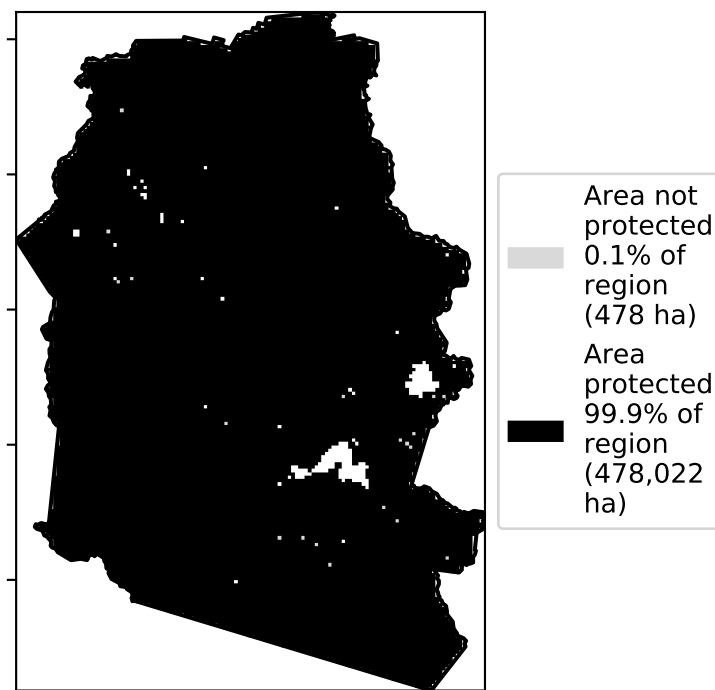 Area not
protected
0.1% of
region
(478 ha)
Area
protected
99.9% of
region
(478,022
ha)